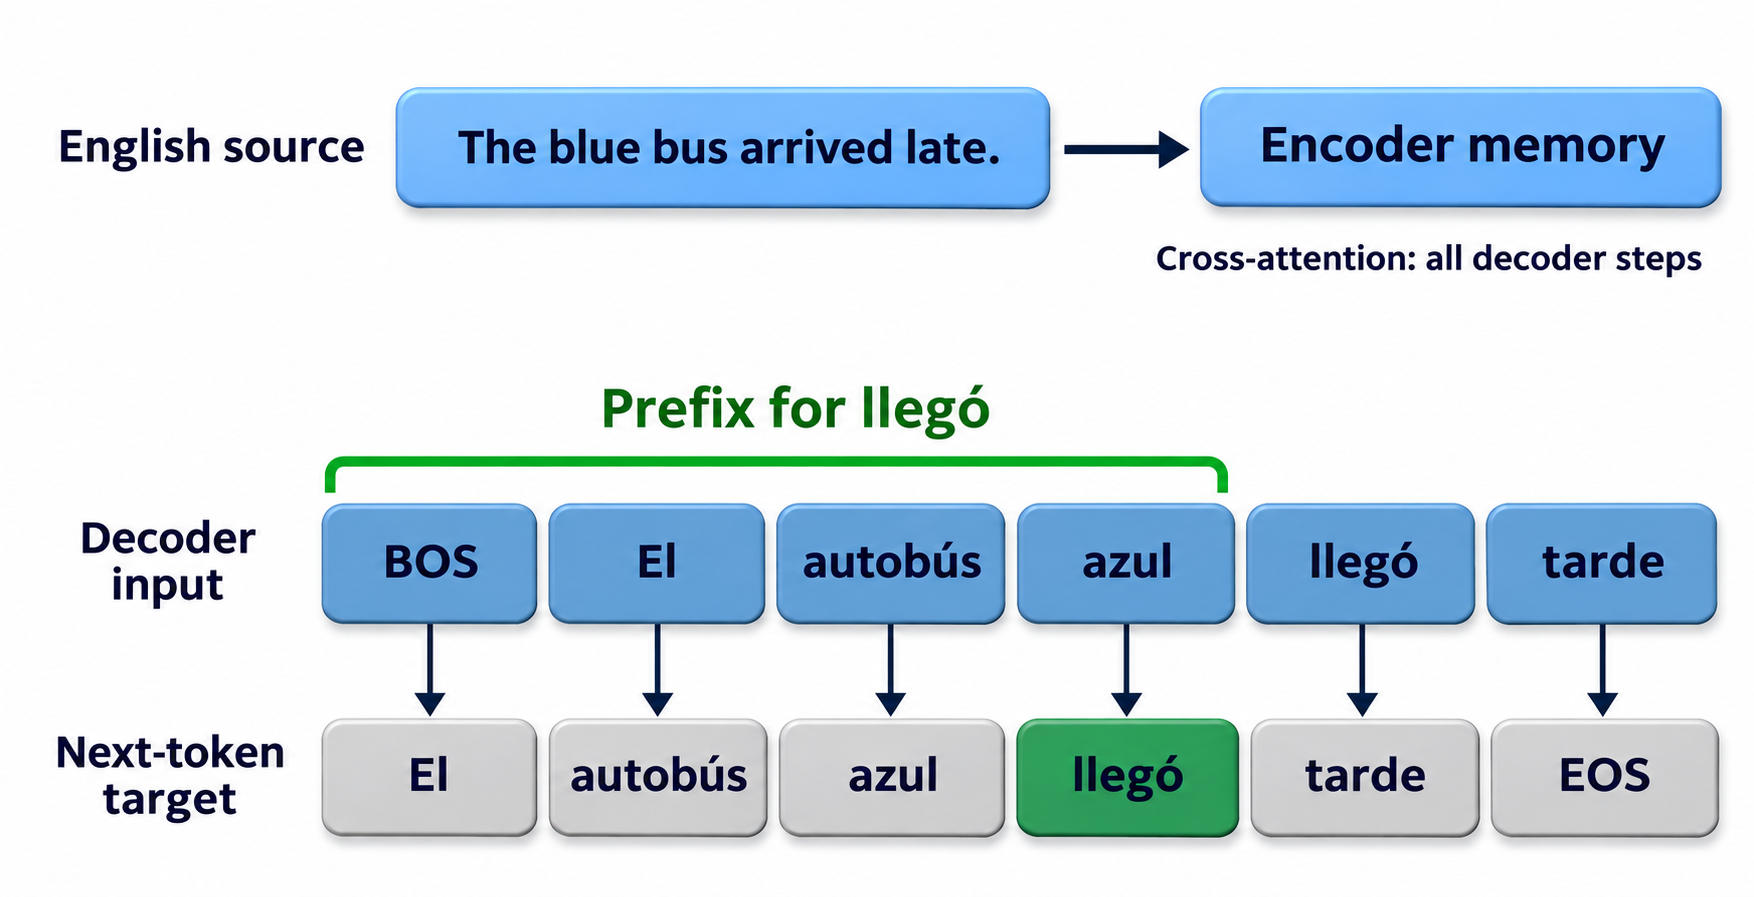 English source
The blue bus arrived late.
Encoder memory
Cross-attention: all decoder steps
Prefix for llegó
Decoder
input
BOS
El
autobús
azul
llegó
tarde
Next-token
target
El
autobús
azul
llegó
tarde
EOS